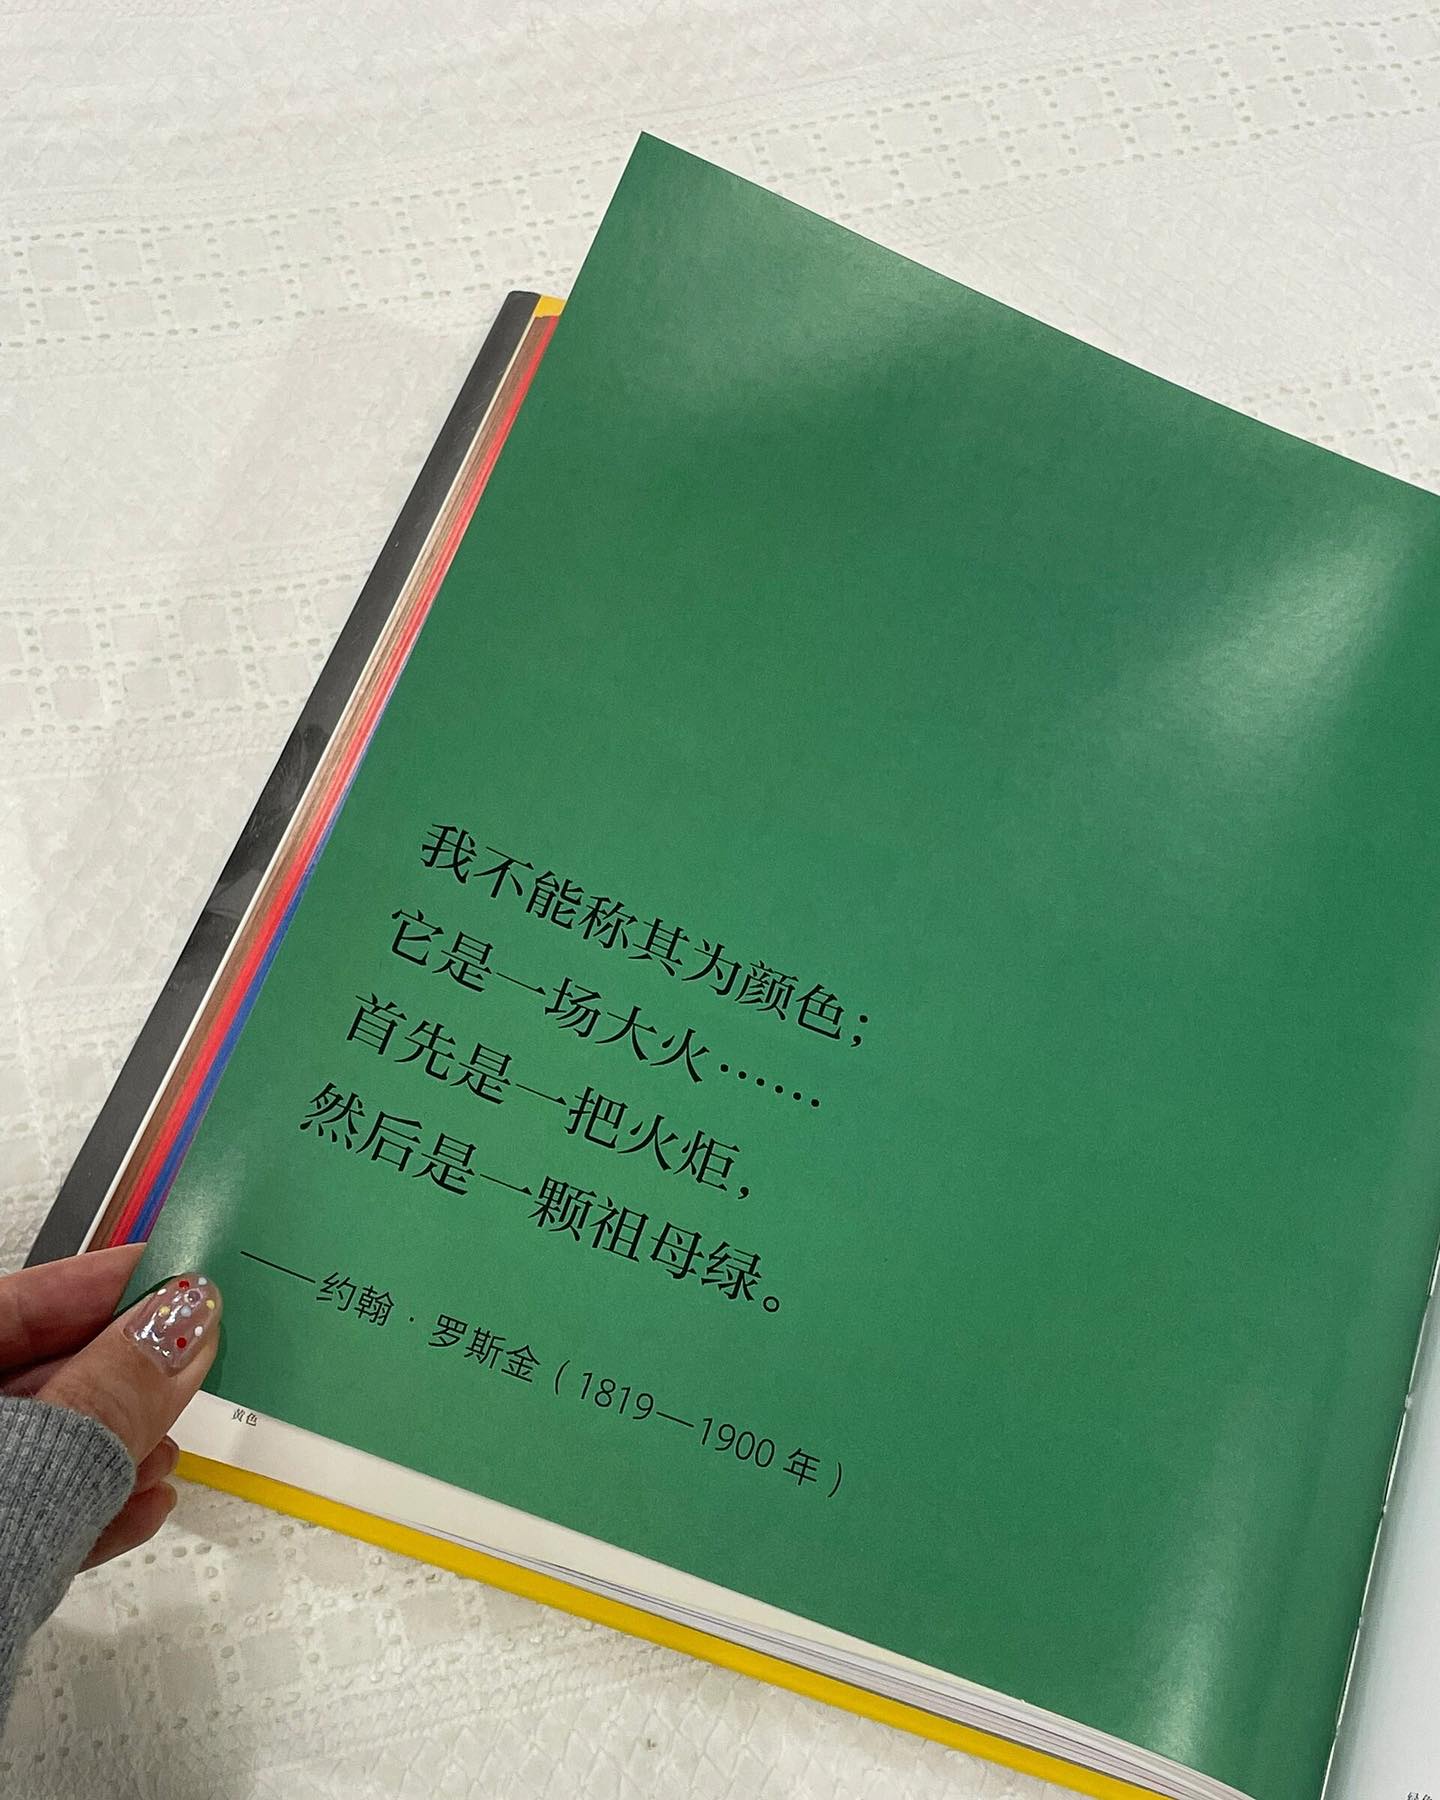 我不能称其为颜色；
它是一场大火……
首先是一把火炬，
然后是一颗祖母绿。
——约翰·罗斯金（1819—1900 年）
黄色